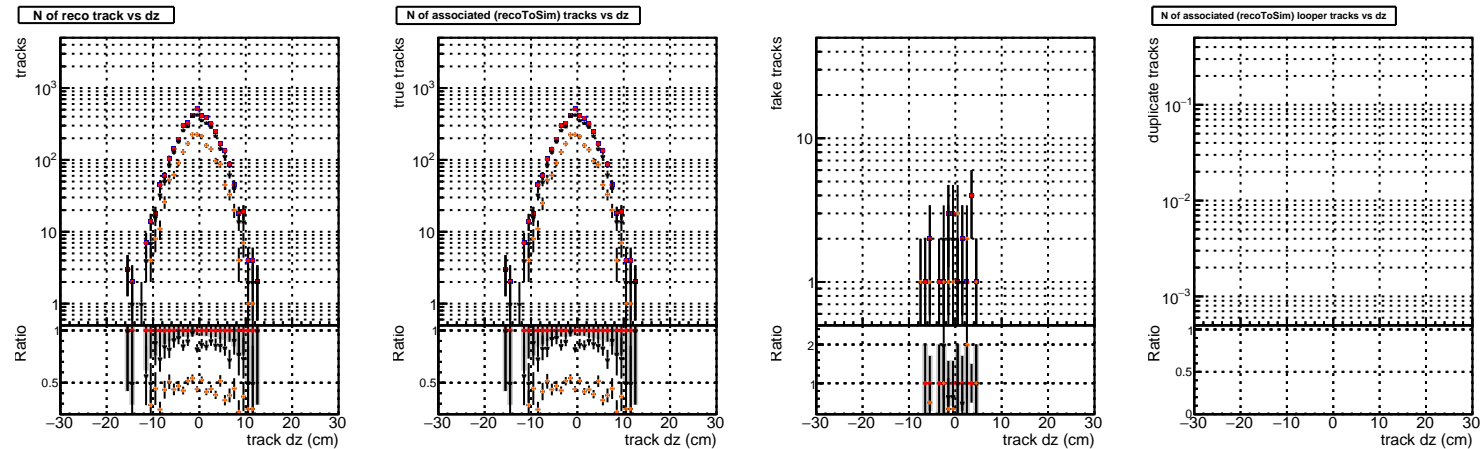 N of reco track vs dz
tracks
10³
10²
10
1
Ratio
1
0.5
−30 −20 −10 0 10 20 30
track dz (cm)
N of associated (recoToSim) tracks vs dz
true tracks
10³
10²
10
1
Ratio
1
0.5
−30 −20 −10 0 10 20 30
track dz (cm)
fake tracks
10
1
Ratio
2
1
−30 −20 −10 0 10 20 30
track dz (cm)
N of associated (recoToSim) looper tracks vs dz
duplicate tracks
10⁻¹
10⁻²
10⁻³
Ratio
1
0.5
0
−30 −20 −10 0 10 20 30
track dz (cm)